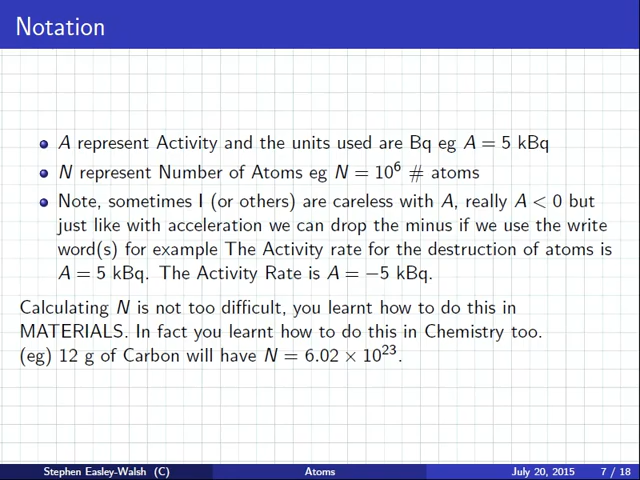 Notation
A represent Activity and the units used are Bq eg A = 5 kBq
N represent Number of Atoms eg N = 10⁶ # atoms
Note, sometimes I (or others) are careless with A, really A < 0 but
just like with acceleration we can drop the minus if we use the write
word(s) for example The Activity rate for the destruction of atoms is
A = 5 kBq. The Activity Rate is A = −5 kBq.
Calculating N is not too difficult, you learnt how to do this in
MATERIALS. In fact you learnt how to do this in Chemistry too.
(eg) 12 g of Carbon will have N = 6.02 × 10²³.
Stephen Easley-Walsh (C) Atoms July 20, 2015 7 / 18